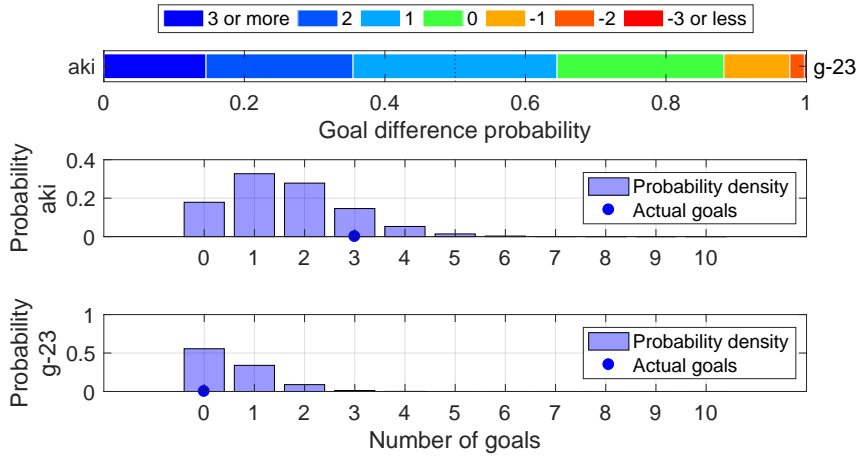 3 or more 2 1 0 -1 -2 -3 or less
aki g-23
0 0.2 0.4 0.6 0.8 1
Goal difference probability
Probability
aki
0.4
0.2
0
Probability density
Actual goals
0 1 2 3 4 5 6 7 8 9 10
Probability
g-23
1
0.5
0
Probability density
Actual goals
0 1 2 3 4 5 6 7 8 9 10
Number of goals